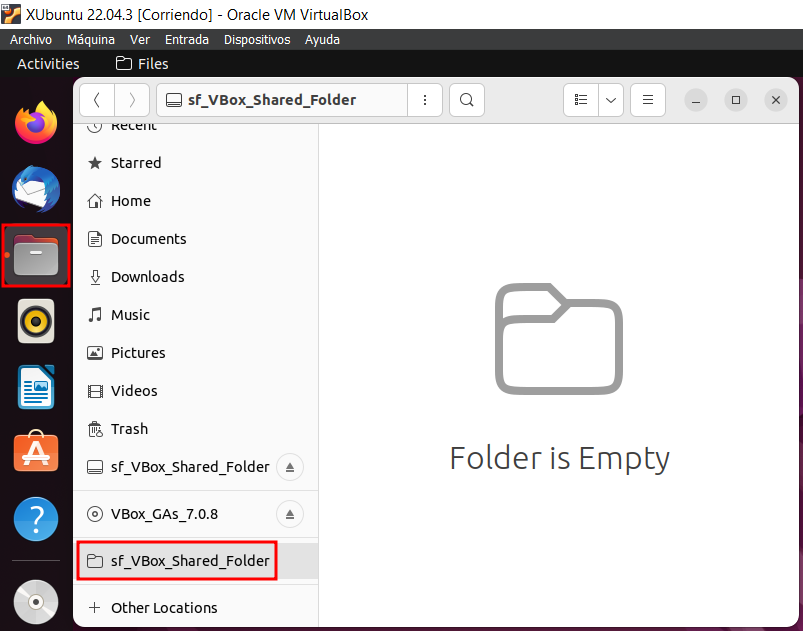 XUbuntu 22.04.3 [Corriendo] - Oracle VM VirtualBox
Archivo Máquina Ver Entrada Dispositivos Ayuda
Activities Files
sf_VBox_Shared_Folder
Recent
Starred
Home
Documents
Downloads
Music
Pictures
Videos
Trash
sf_VBox_Shared_Folder
VBox_GAs_7.0.8
sf_VBox_Shared_Folder
Other Locations
Folder is Empty